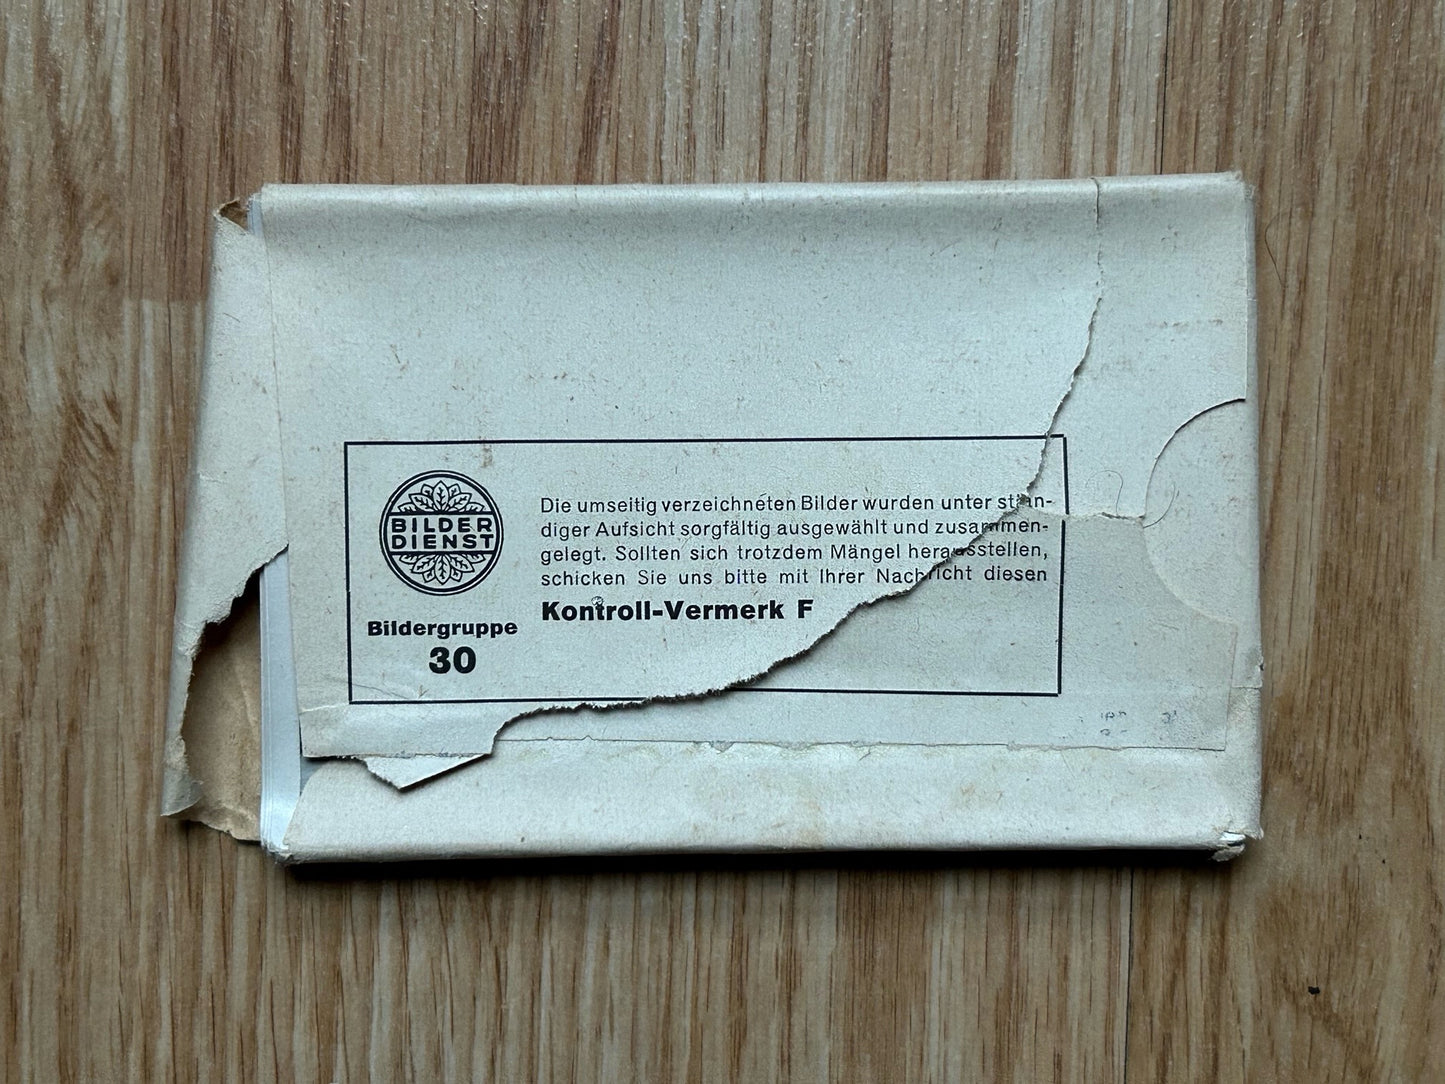 BILDER
DIENST
Bildergruppe
30
Die umseitig verzeichneten Bilder wurden unter stän-
diger Aufsicht sorgfältig ausgewählt und zusammen-
gelegt. Sollten sich trotzdem Mängel herausstellen,
schicken Sie uns bitte mit Ihrer Nachricht diesen
Kontroll-Vermerk F